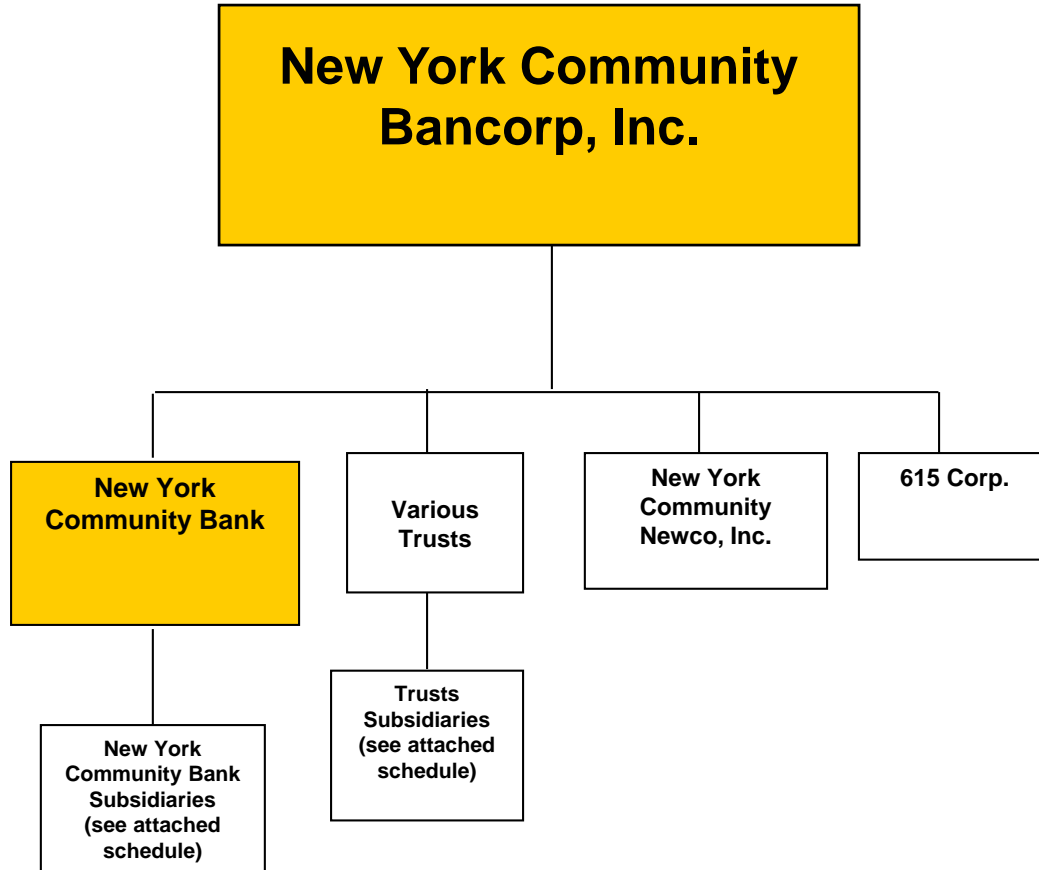 New York Community
Bancorp, Inc.
New York
Community Bank
Various
Trusts
New York
Community
Newco, Inc.
615 Corp.
New York
Community Bank
Subsidiaries
(see attached
schedule)
Trusts
Subsidiaries
(see attached
schedule)